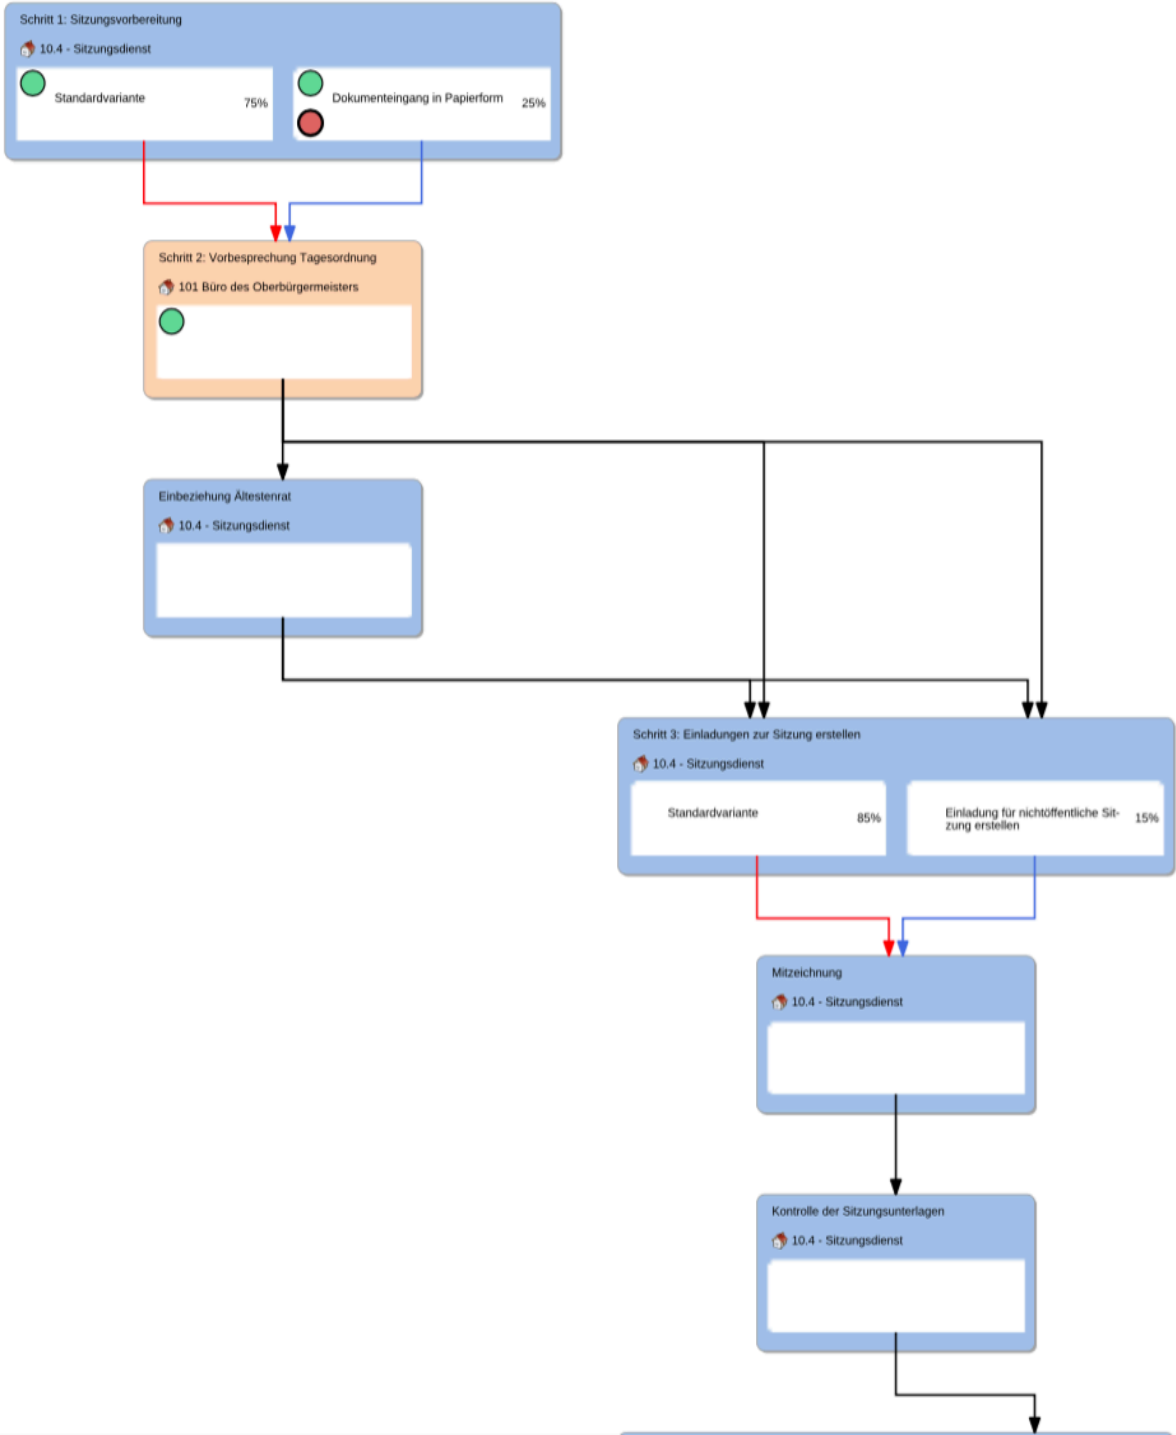 Schritt 1: Sitzungsvorbereitung
10.4 - Sitzungsdienst
Standardvariante 75%
Dokumenteingang in Papierform 25%
Schritt 2: Vorbesprechung Tagesordnung
101 Büro des Oberbürgermeisters
Einbeziehung Ältestenrat
10.4 - Sitzungsdienst
Schritt 3: Einladungen zur Sitzung erstellen
10.4 - Sitzungsdienst
Standardvariante 85%
Einladung für nichtöffentliche Sit-
zung erstellen
15%
Mitzeichnung
10.4 - Sitzungsdienst
Kontrolle der Sitzungsunterlagen
10.4 - Sitzungsdienst